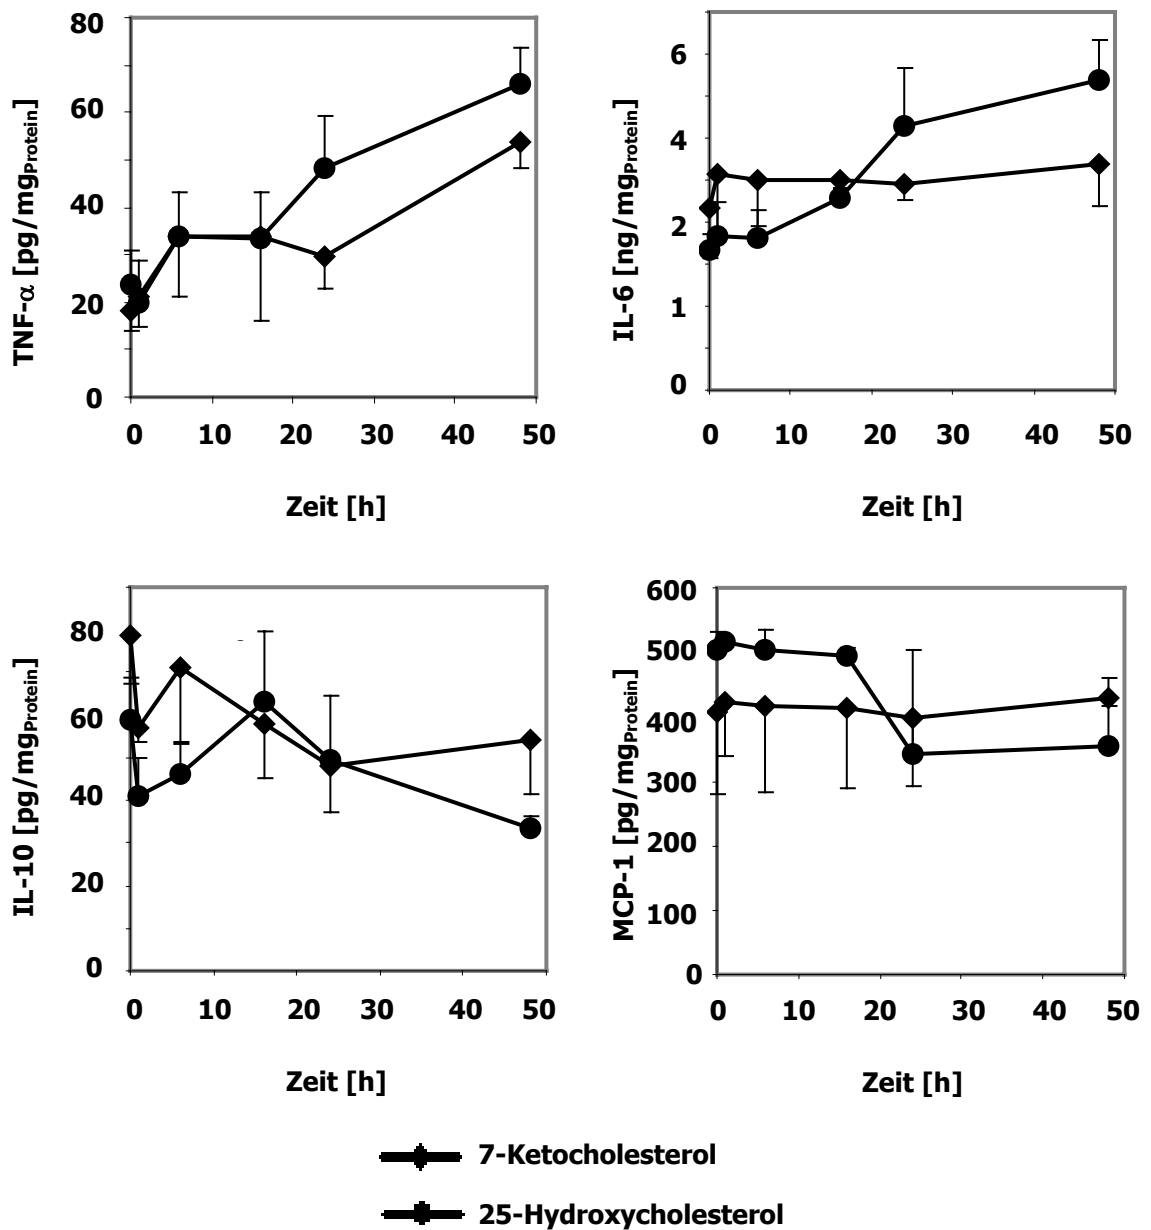 TNF-α [pg/mgProtein]
80
60
40
20
0
0 10 20 30 40 50
Zeit [h]
IL-6 [ng/mgProtein]
6
4
2
1
0
0 10 20 30 40 50
Zeit [h]
IL-10 [pg/mgProtein]
80
60
40
20
0
0 10 20 30 40 50
Zeit [h]
MCP-1 [pg/mgProtein]
600
500
400
300
200
100
0
0 10 20 30 40 50
Zeit [h]
7-Ketocholesterol
25-Hydroxycholesterol